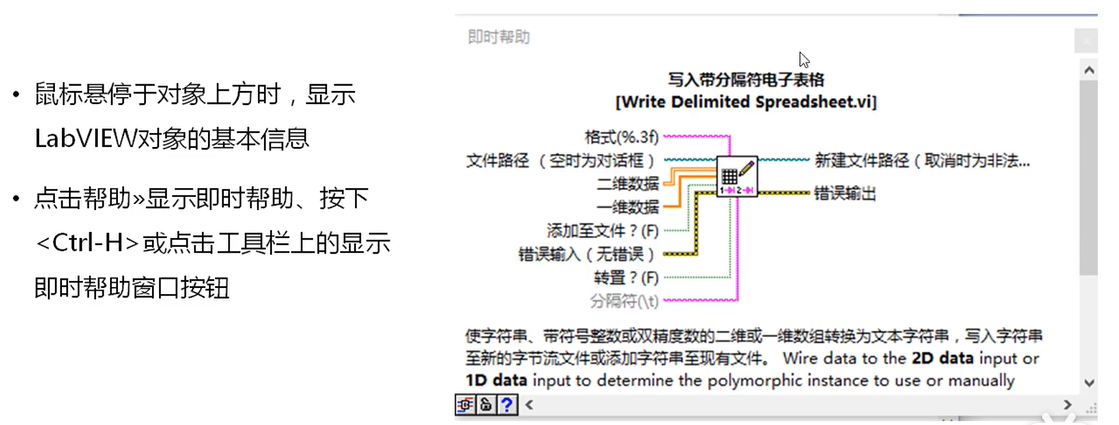 • 鼠标悬停于对象上方时，显示
LabVIEW对象的基本信息
• 点击帮助»显示即时帮助、按下
<Ctrl-H>或点击工具栏上的显示
即时帮助窗口按钮
即时帮助
写入带分隔符电子表格
[Write Delimited Spreadsheet.vi]
格式(%.3f)
文件路径 （空时为对话框）
二维数据
一维数据
添加至文件？(F)
错误输入（无错误）
转置？(F)
分隔符(\t)
新建文件路径（取消时为非法...
错误输出
1 2
使字符串、带符号整数或双精度数的二维或一维数组转换为文本字符串，写入字符串
至新的字节流文件或添加字符串至现有文件。 Wire data to the 2D data input or
1D data input to determine the polymorphic instance to use or manually
?